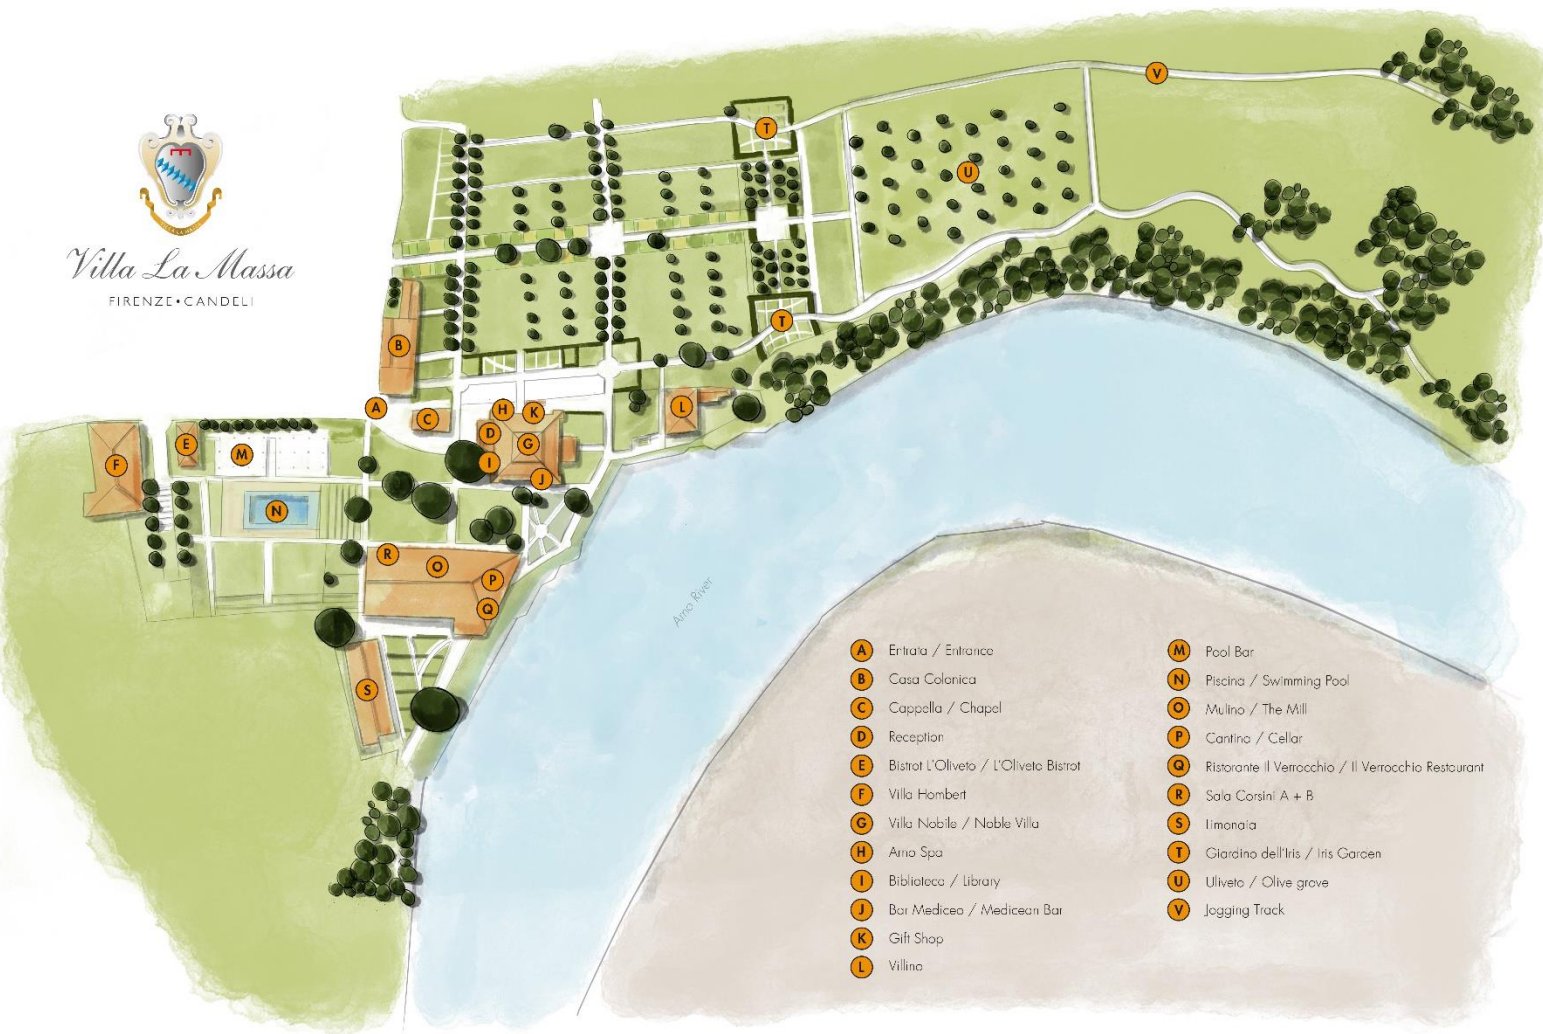 Villa La Massa
FIRENZE•CANDELI
V
T
U
T
B
A
C
H
K
L
D
G
E
M
F
I
J
N
R
O
P
Q
S
Arno River
A Entrata / Entrance
B Casa Colonica
C Cappella / Chapel
D Reception
E Bistrot L'Oliveto / L'Oliveto Bistrot
F Villa Hombert
G Villa Nobile / Noble Villa
H Arno Spa
I Biblioteca / Library
J Bar Mediceo / Medicean Bar
K Gift Shop
L Villino
M Pool Bar
N Piscina / Swimming Pool
O Mulino / The Mill
P Cantina / Cellar
Q Ristorante Il Verrocchio / Il Verrocchio Restaurant
R Sala Corsini A + B
S limonaia
T Giardino dell'Iris / Iris Garden
U Uliveto / Olive grove
V Jogging Track